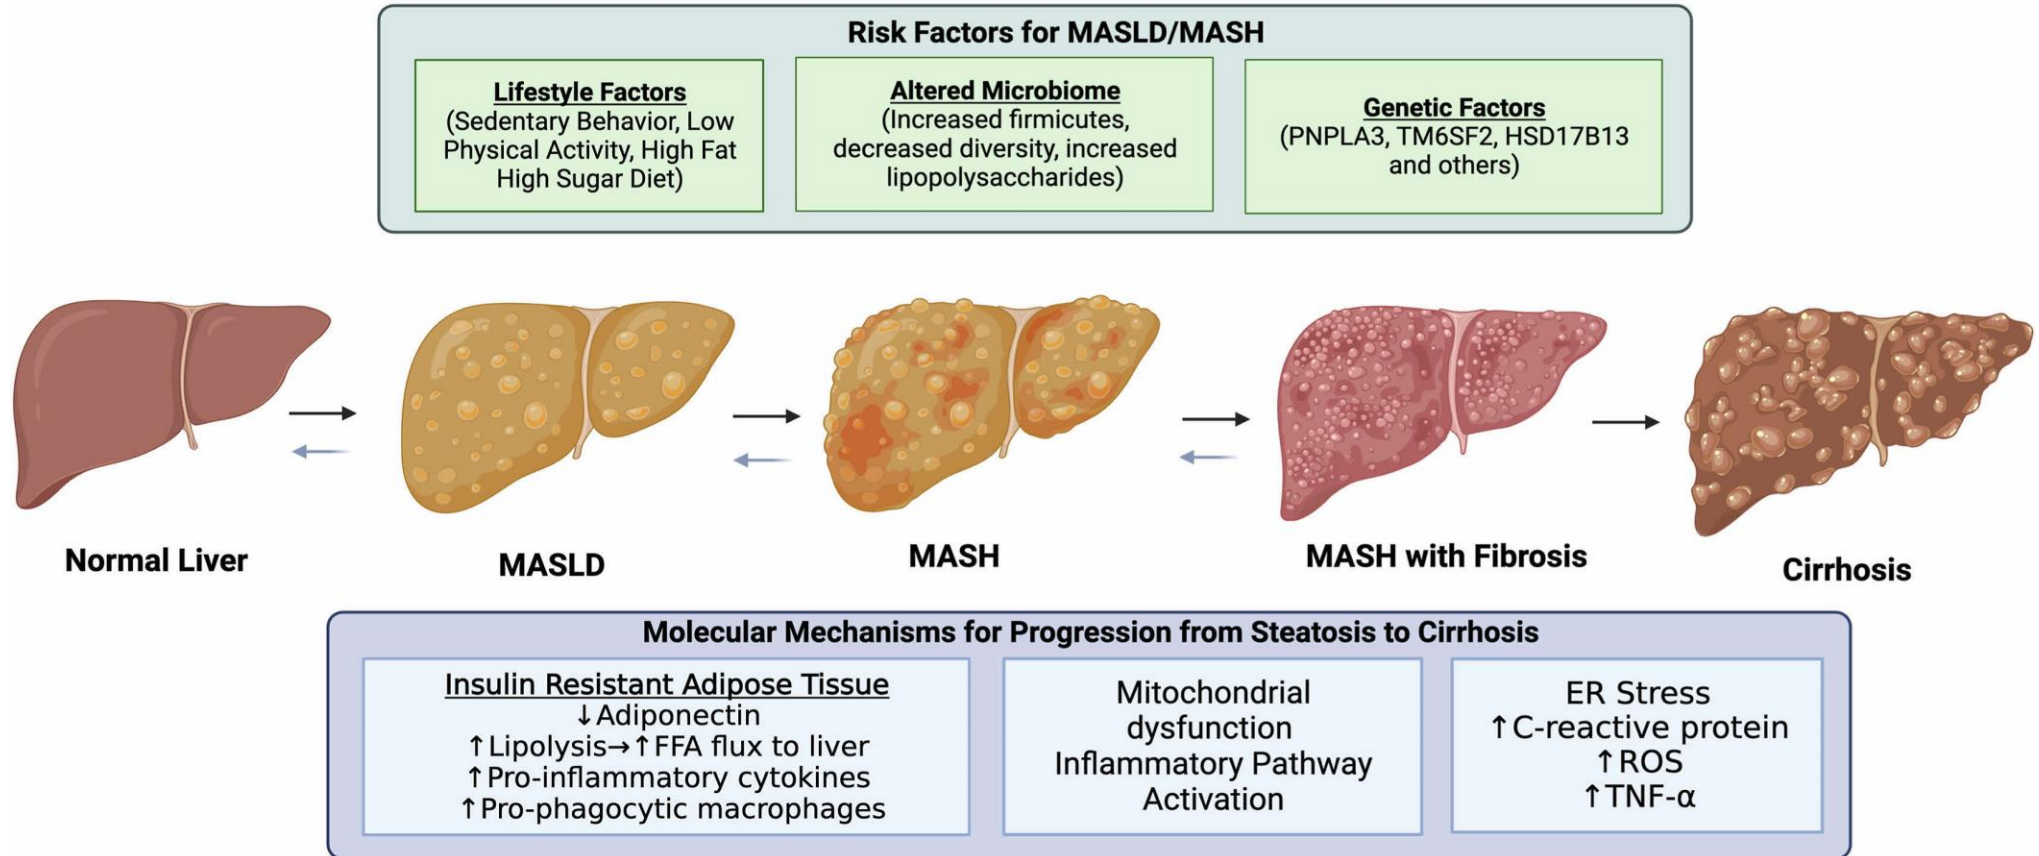 Risk Factors for MASLD/MASH
Lifestyle Factors
(Sedentary Behavior, Low
Physical Activity, High Fat
High Sugar Diet)
Altered Microbiome
(Increased firmicutes,
decreased diversity, increased
lipopolysaccharides)
Genetic Factors
(PNPLA3, TM6SF2, HSD17B13
and others)
Normal Liver
MASLD
MASH
MASH with Fibrosis
Cirrhosis
Molecular Mechanisms for Progression from Steatosis to Cirrhosis
Insulin Resistant Adipose Tissue
↓Adiponectin
↑Lipolysis→↑FFA flux to liver
↑Pro-inflammatory cytokines
↑Pro-phagocytic macrophages
Mitochondrial
dysfunction
Inflammatory Pathway
Activation
ER Stress
↑C-reactive protein
↑ROS
↑TNF-α